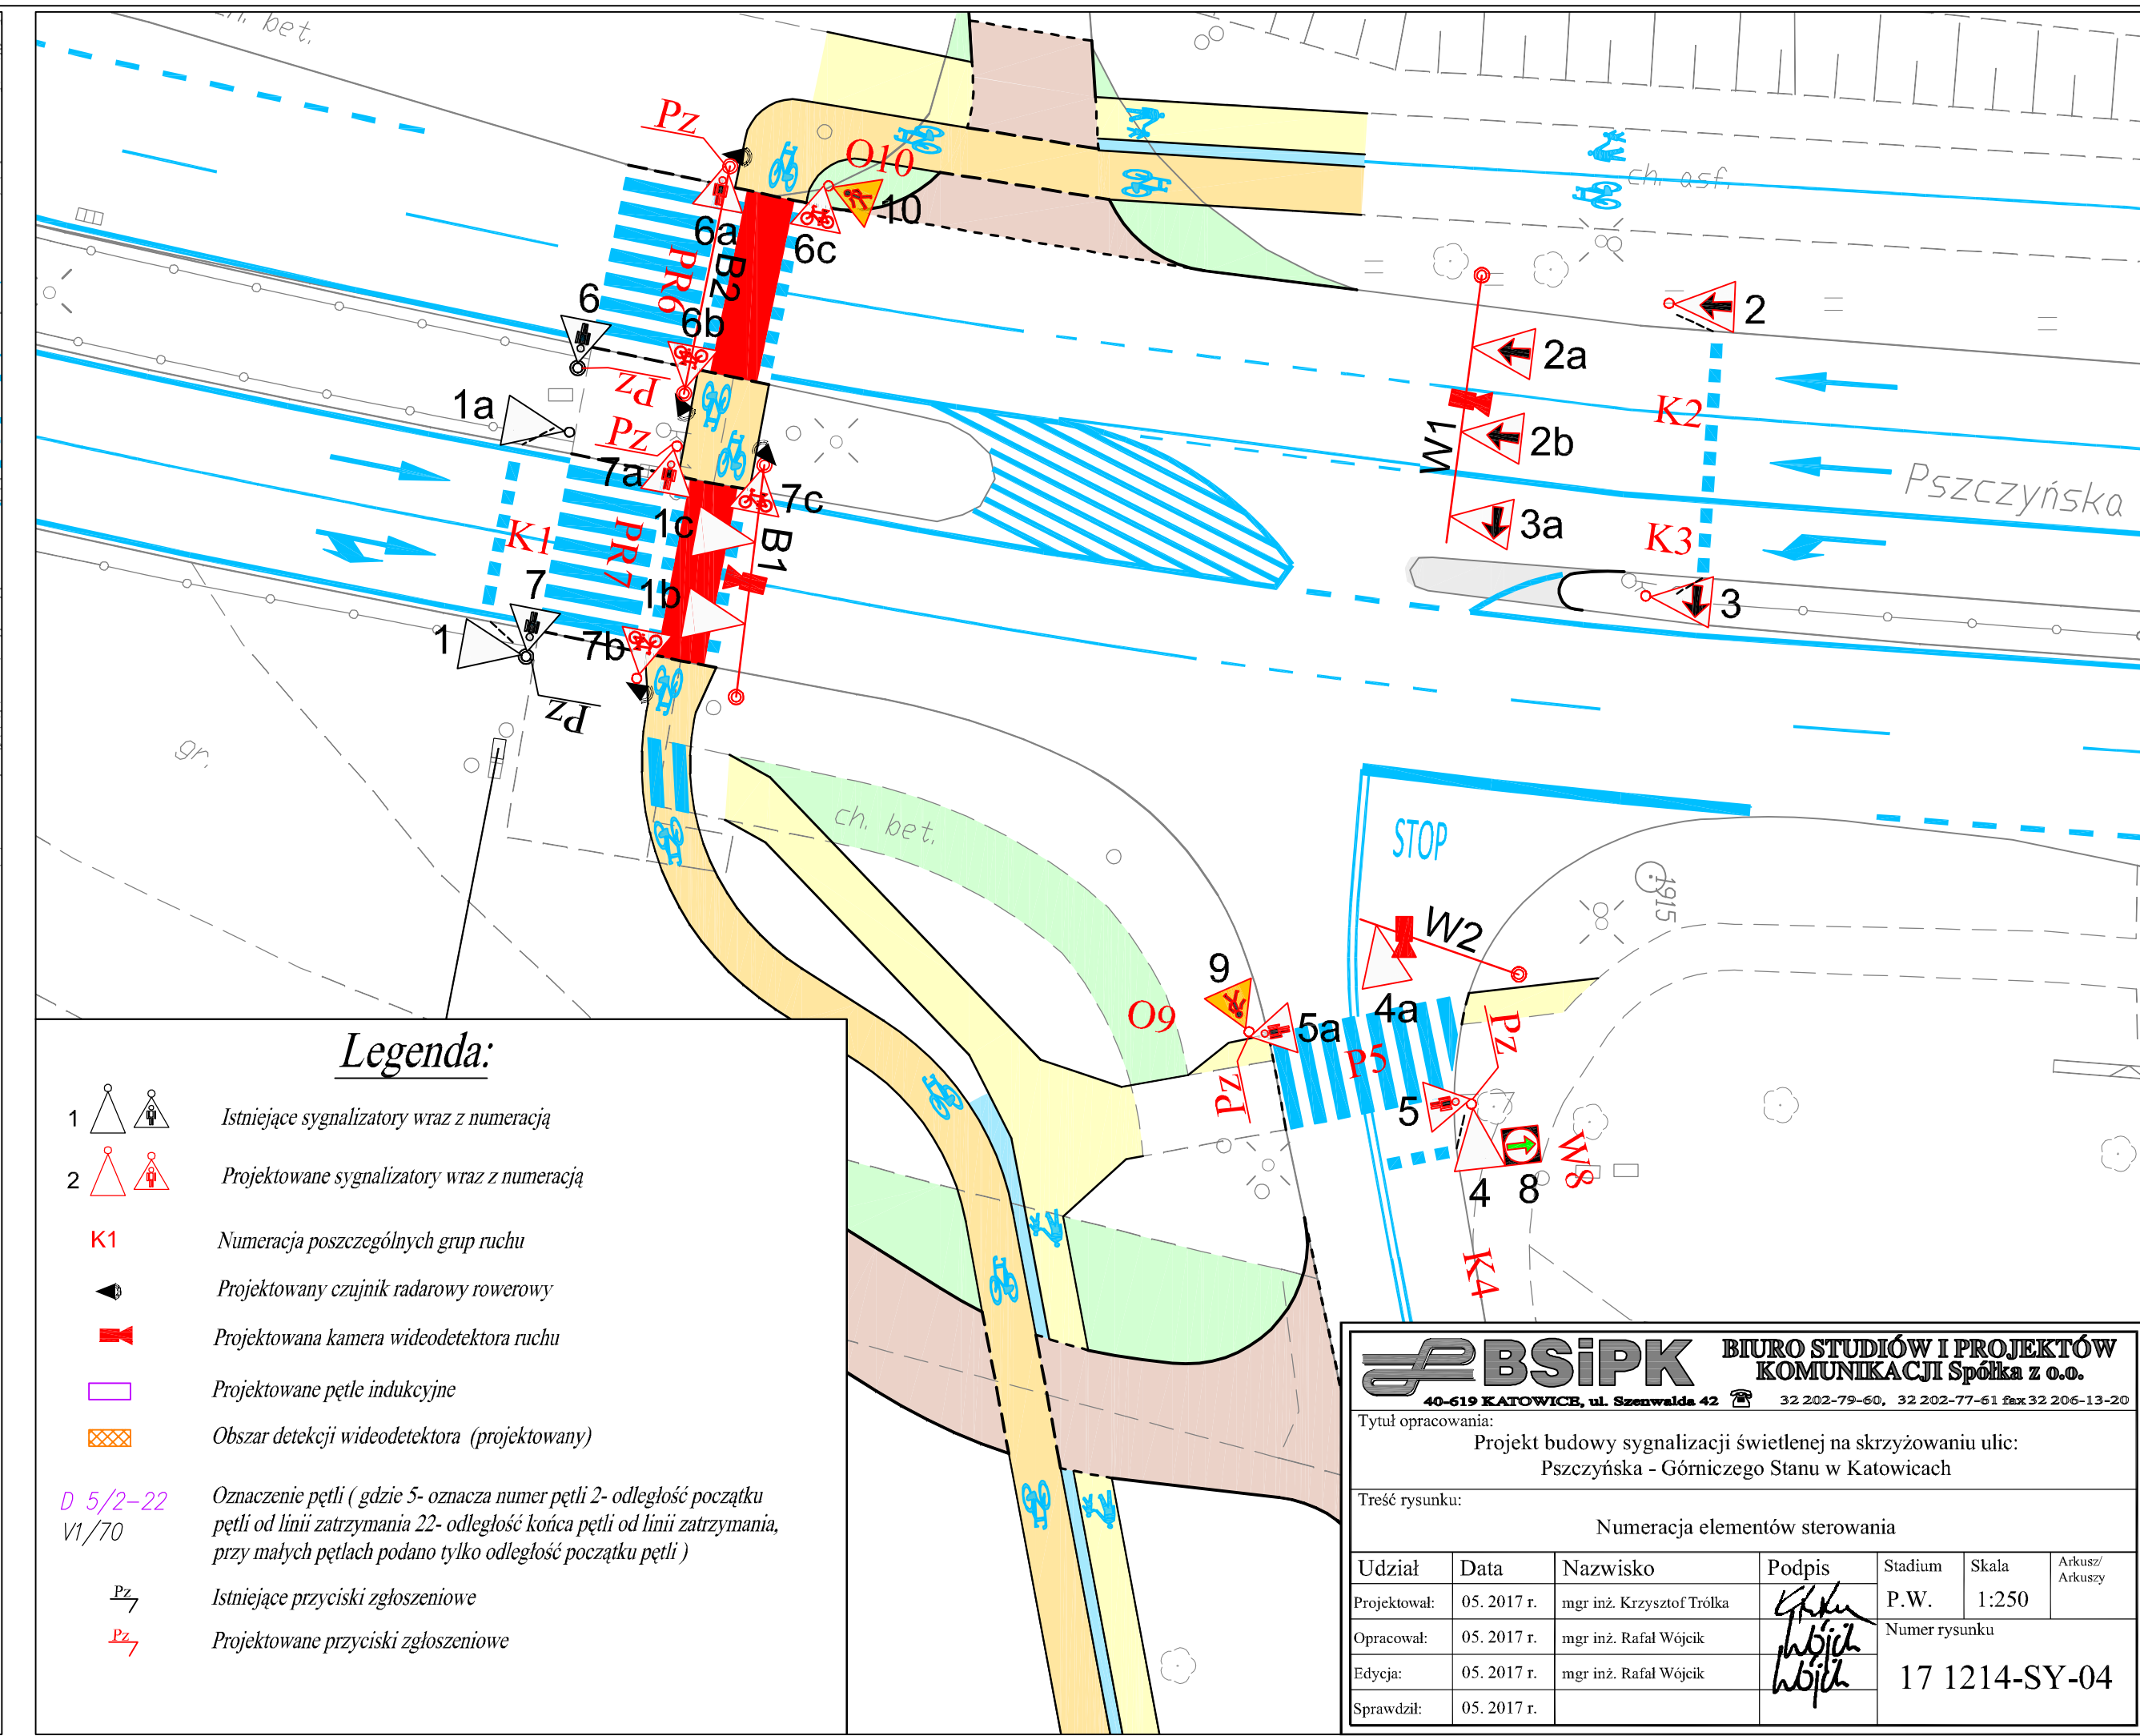 ch. bet.
Pz
O10
10
6a
6c
B2
PR6
6
6b
Pz
1a
Pz
7a
7c
1c
B1
K1
PR7
7
1b
1
7b
Pz
gr.
ch. asf.
2
2a
K2
W1
2b
Pszczyńska
3a
K3
3
ch. bet.
STOP
1915
W2
9
O9
5a
4a
P5
Pz
Pz
5
W8
4
8
K4
Legenda:
1
Istniejące sygnalizatory wraz z numeracją
2
Projektowane sygnalizatory wraz z numeracją
K1
Numeracja poszczególnych grup ruchu
Projektowany czujnik radarowy rowerowy
Projektowana kamera wideodetektora ruchu
Projektowane pętle indukcyjne
Obszar detekcji wideodetektora (projektowany)
D 5/2-22
V1/70
Oznaczenie pętli ( gdzie 5- oznacza numer pętli 2- odległość początku
pętli od linii zatrzymania 22- odległość końca pętli od linii zatrzymania,
przy małych pętlach podano tylko odległość początku pętli )
Pz
Istniejące przyciski zgłoszeniowe
Pz
Projektowane przyciski zgłoszeniowe
BSiPK
BIURO STUDIÓW I PROJEKTÓW
KOMUNIKACJI Spółka z o.o.
40-619 KATOWICE, ul. Szenwalda 42 ☎ 32 202-79-60, 32 202-77-61 fax 32 206-13-20
Tytuł opracowania:
Projekt budowy sygnalizacji świetlenej na skrzyżowaniu ulic:
Pszczyńska - Górniczego Stanu w Katowicach
Treść rysunku:
Numeracja elementów sterowania
Udział Data Nazwisko Podpis Stadium Skala Arkusz/
Arkuszy
Projektował: 05. 2017 r. mgr inż. Krzysztof Trólka P.W. 1:250
Opracował: 05. 2017 r. mgr inż. Rafał Wójcik Wójcik Numer rysunku
Edycja: 05. 2017 r. mgr inż. Rafał Wójcik Wójcik 17 1214-SY-04
Sprawdził: 05. 2017 r.